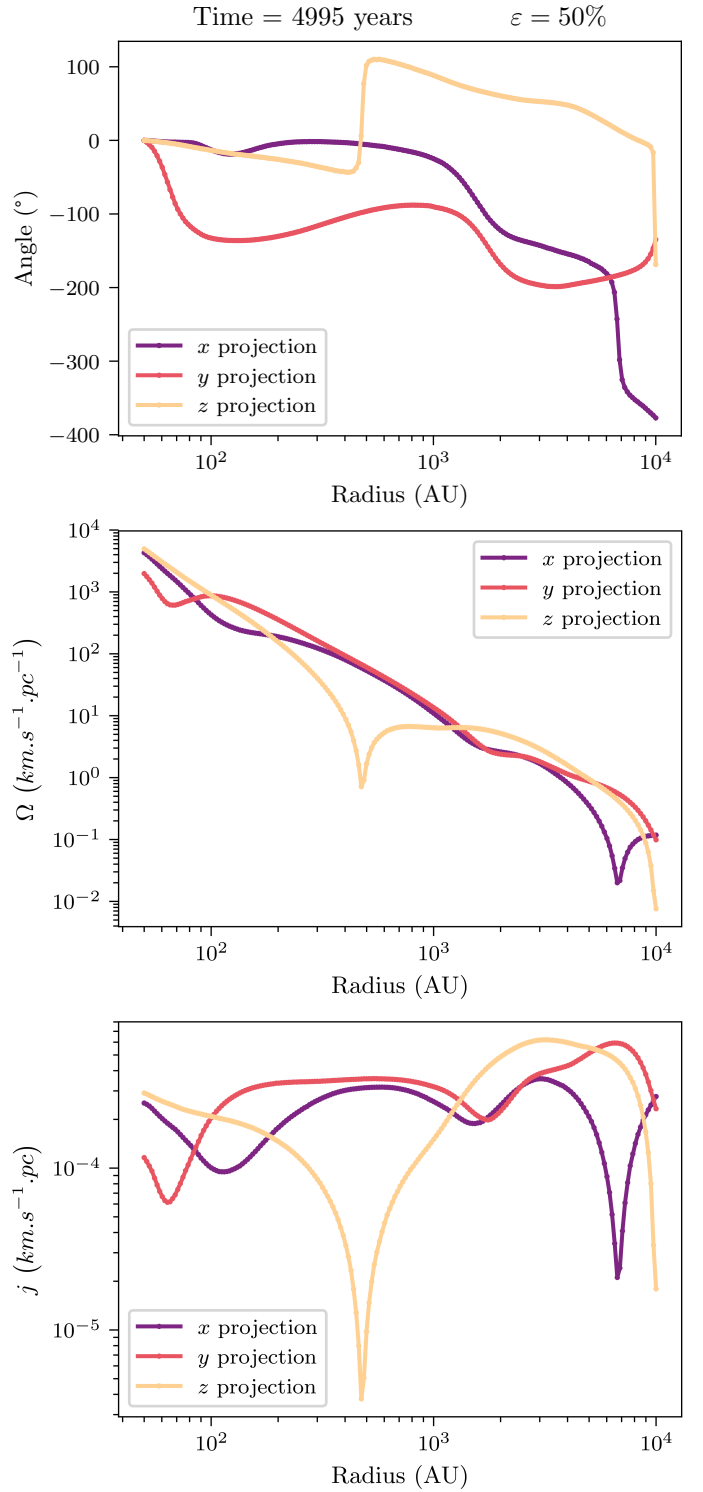 Time = 4995 years ε = 50%
100
0
−100
−200
−300
−400
Angle (°)
x projection
y projection
z projection
10²
10³
10⁴
Radius (AU)
10⁴
10³
10²
10¹
10⁰
10⁻¹
10⁻²
Ω (km.s⁻¹.pc⁻¹)
x projection
y projection
z projection
10²
10³
10⁴
Radius (AU)
10⁻⁴
10⁻⁵
j (km.s⁻¹.pc)
x projection
y projection
z projection
10²
10³
10⁴
Radius (AU)